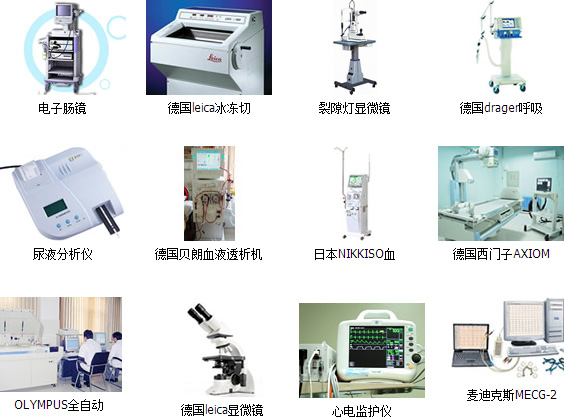 电子肠镜
德国leica冰冻切
裂隙灯显微镜
德国drager呼吸
Leica
尿液分析仪
德国贝朗血液透析机
日本NIKKISO血
德国西门子AXIOM
OLYMPUS全自动
德国leica显微镜
心电监护仪
麦迪克斯MECG-2